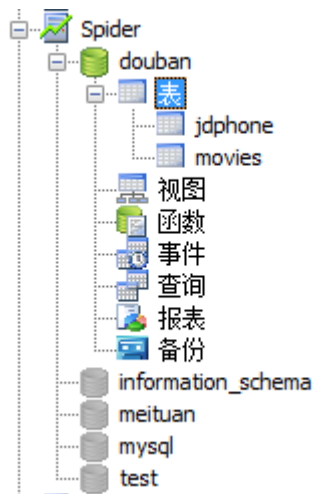 Spider
douban
表
jdphone
movies
视图
函数
事件
查询
报表
备份
information_schema
meituan
mysql
test